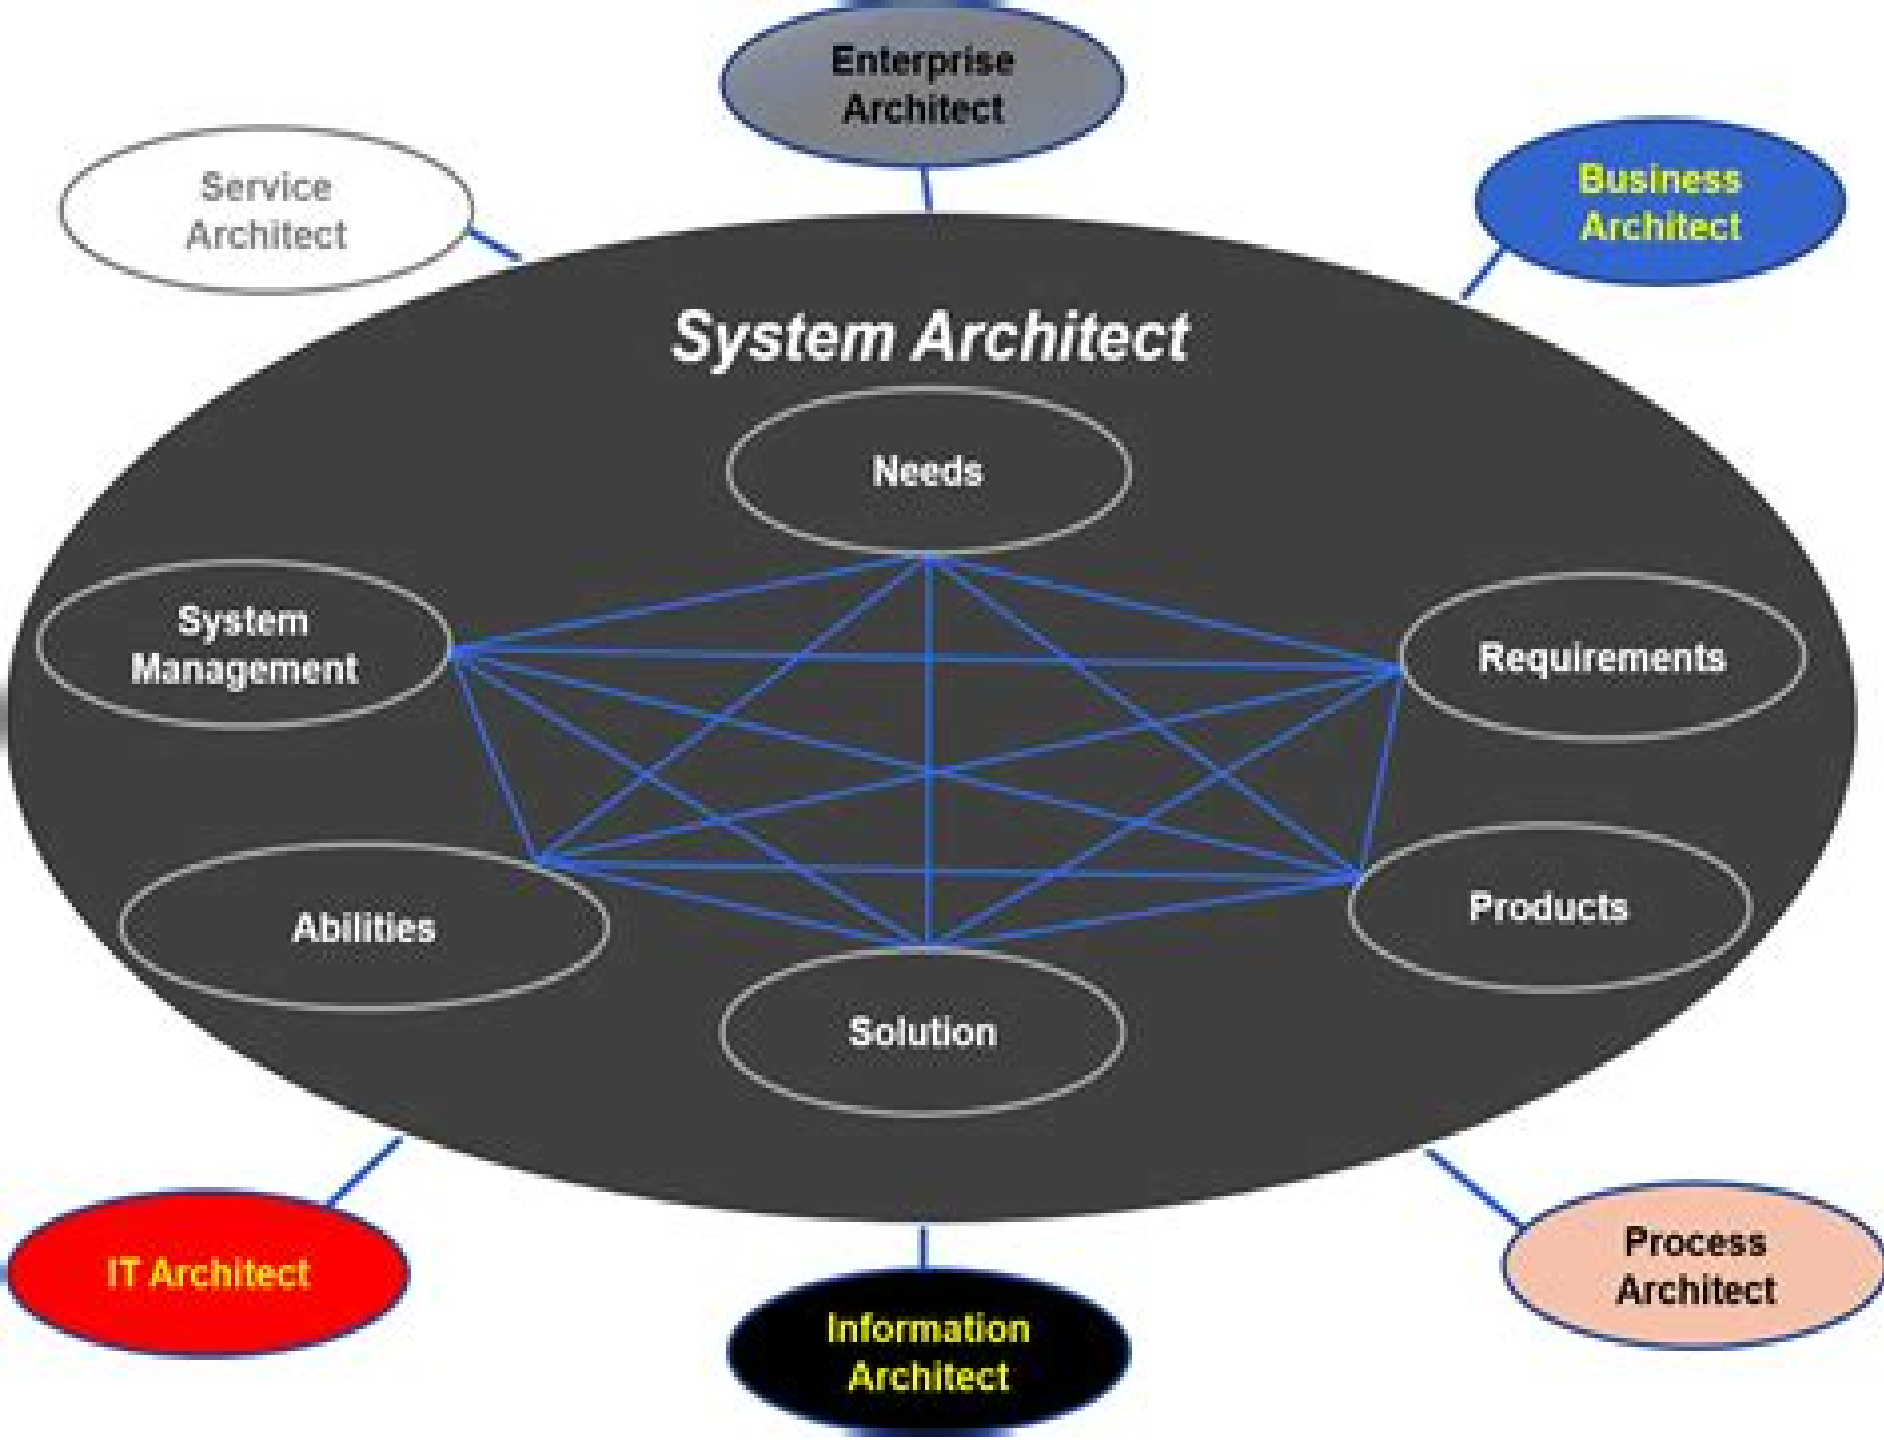 Enterprise
Architect
Service
Architect
Business
Architect
System Architect
Needs
System
Management
Requirements
Abilities
Products
Solution
IT Architect
Process
Architect
Information
Architect